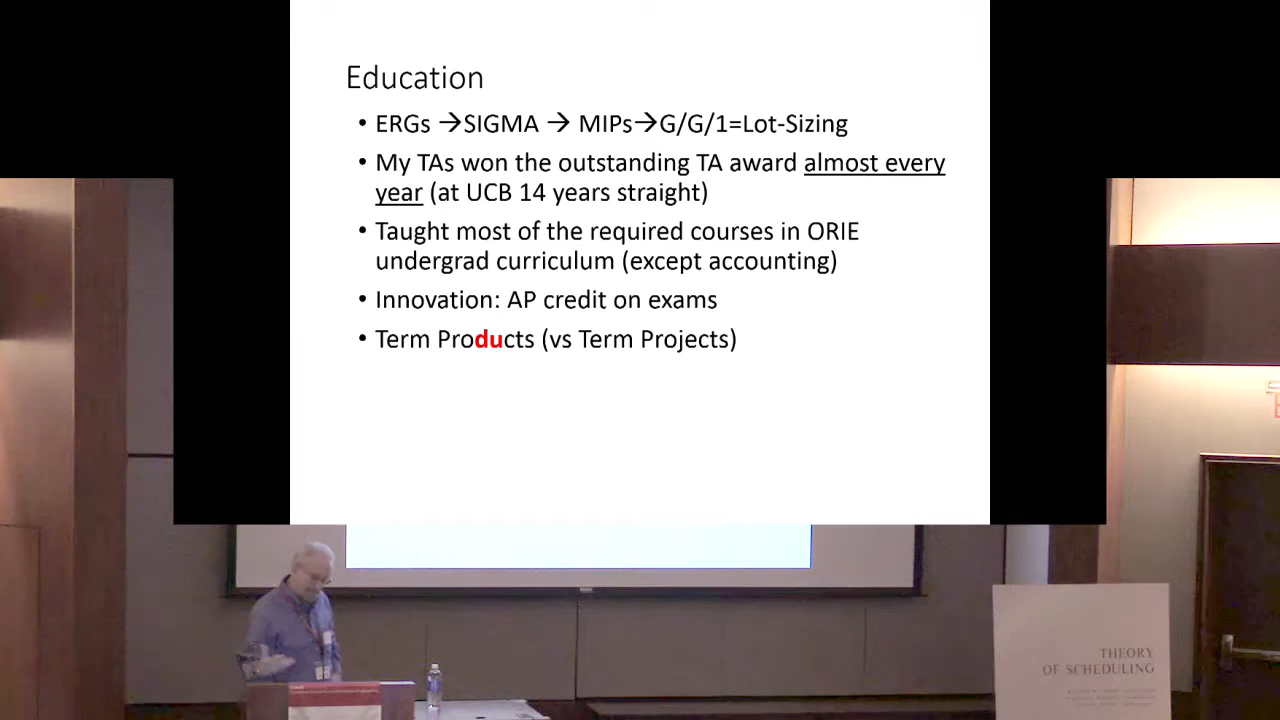 Education
• ERGs →SIGMA → MIPs→G/G/1=Lot-Sizing
• My TAs won the outstanding TA award almost every
year (at UCB 14 years straight)
• Taught most of the required courses in ORIE
undergrad curriculum (except accounting)
• Innovation: AP credit on exams
• Term Products (vs Term Projects)
THEORY
OF SCHEDULING